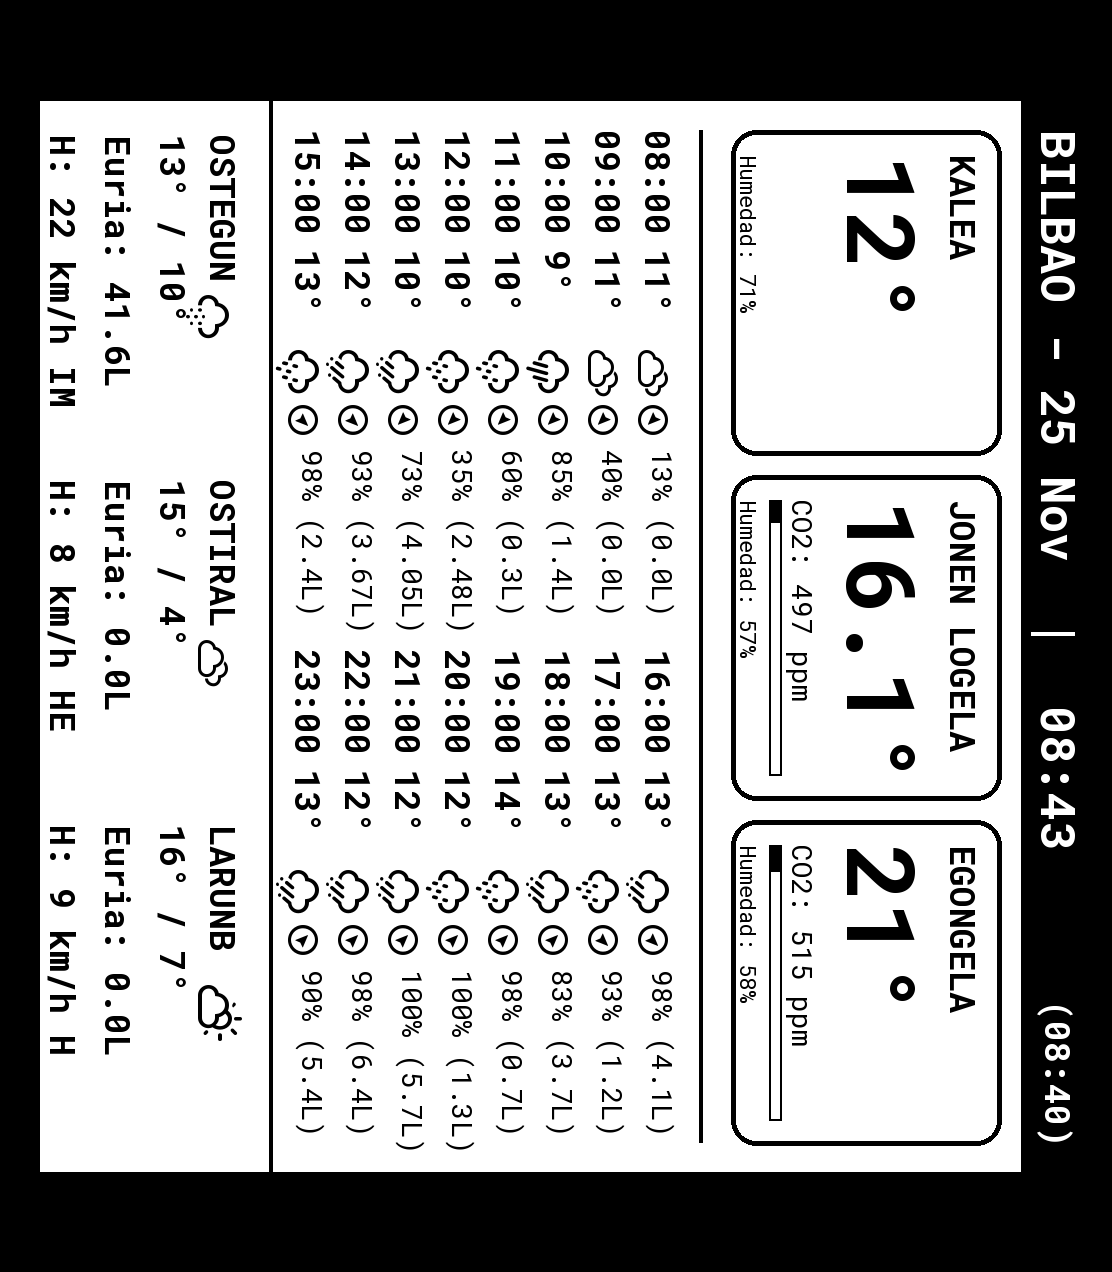 BILBAO - 25 Nov | 08:43 (08:40)
KALEA
12°
Humedad: 71%
JONEN LOGELA
16.1°
CO2: 497 ppm
Humedad: 57%
EGONGELA
21°
CO2: 515 ppm
Humedad: 58%
08:00 11° 13% (0.0L)
09:00 11° 40% (0.0L)
10:00 9° 85% (1.4L)
11:00 10° 60% (0.3L)
12:00 10° 35% (2.48L)
13:00 10° 73% (4.05L)
14:00 12° 93% (3.67L)
15:00 13° 98% (2.4L)
16:00 13° 98% (4.1L)
17:00 13° 93% (1.2L)
18:00 13° 83% (3.7L)
19:00 14° 98% (0.7L)
20:00 12° 100% (1.3L)
21:00 12° 100% (5.7L)
22:00 12° 98% (6.4L)
23:00 13° 90% (5.4L)
OSTEGUN
13° / 10°
Euria: 41.6L
H: 22 km/h IM
OSTIRAL
15° / 4°
Euria: 0.0L
H: 8 km/h HE
LARUNB
16° / 7°
Euria: 0.0L
H: 9 km/h H